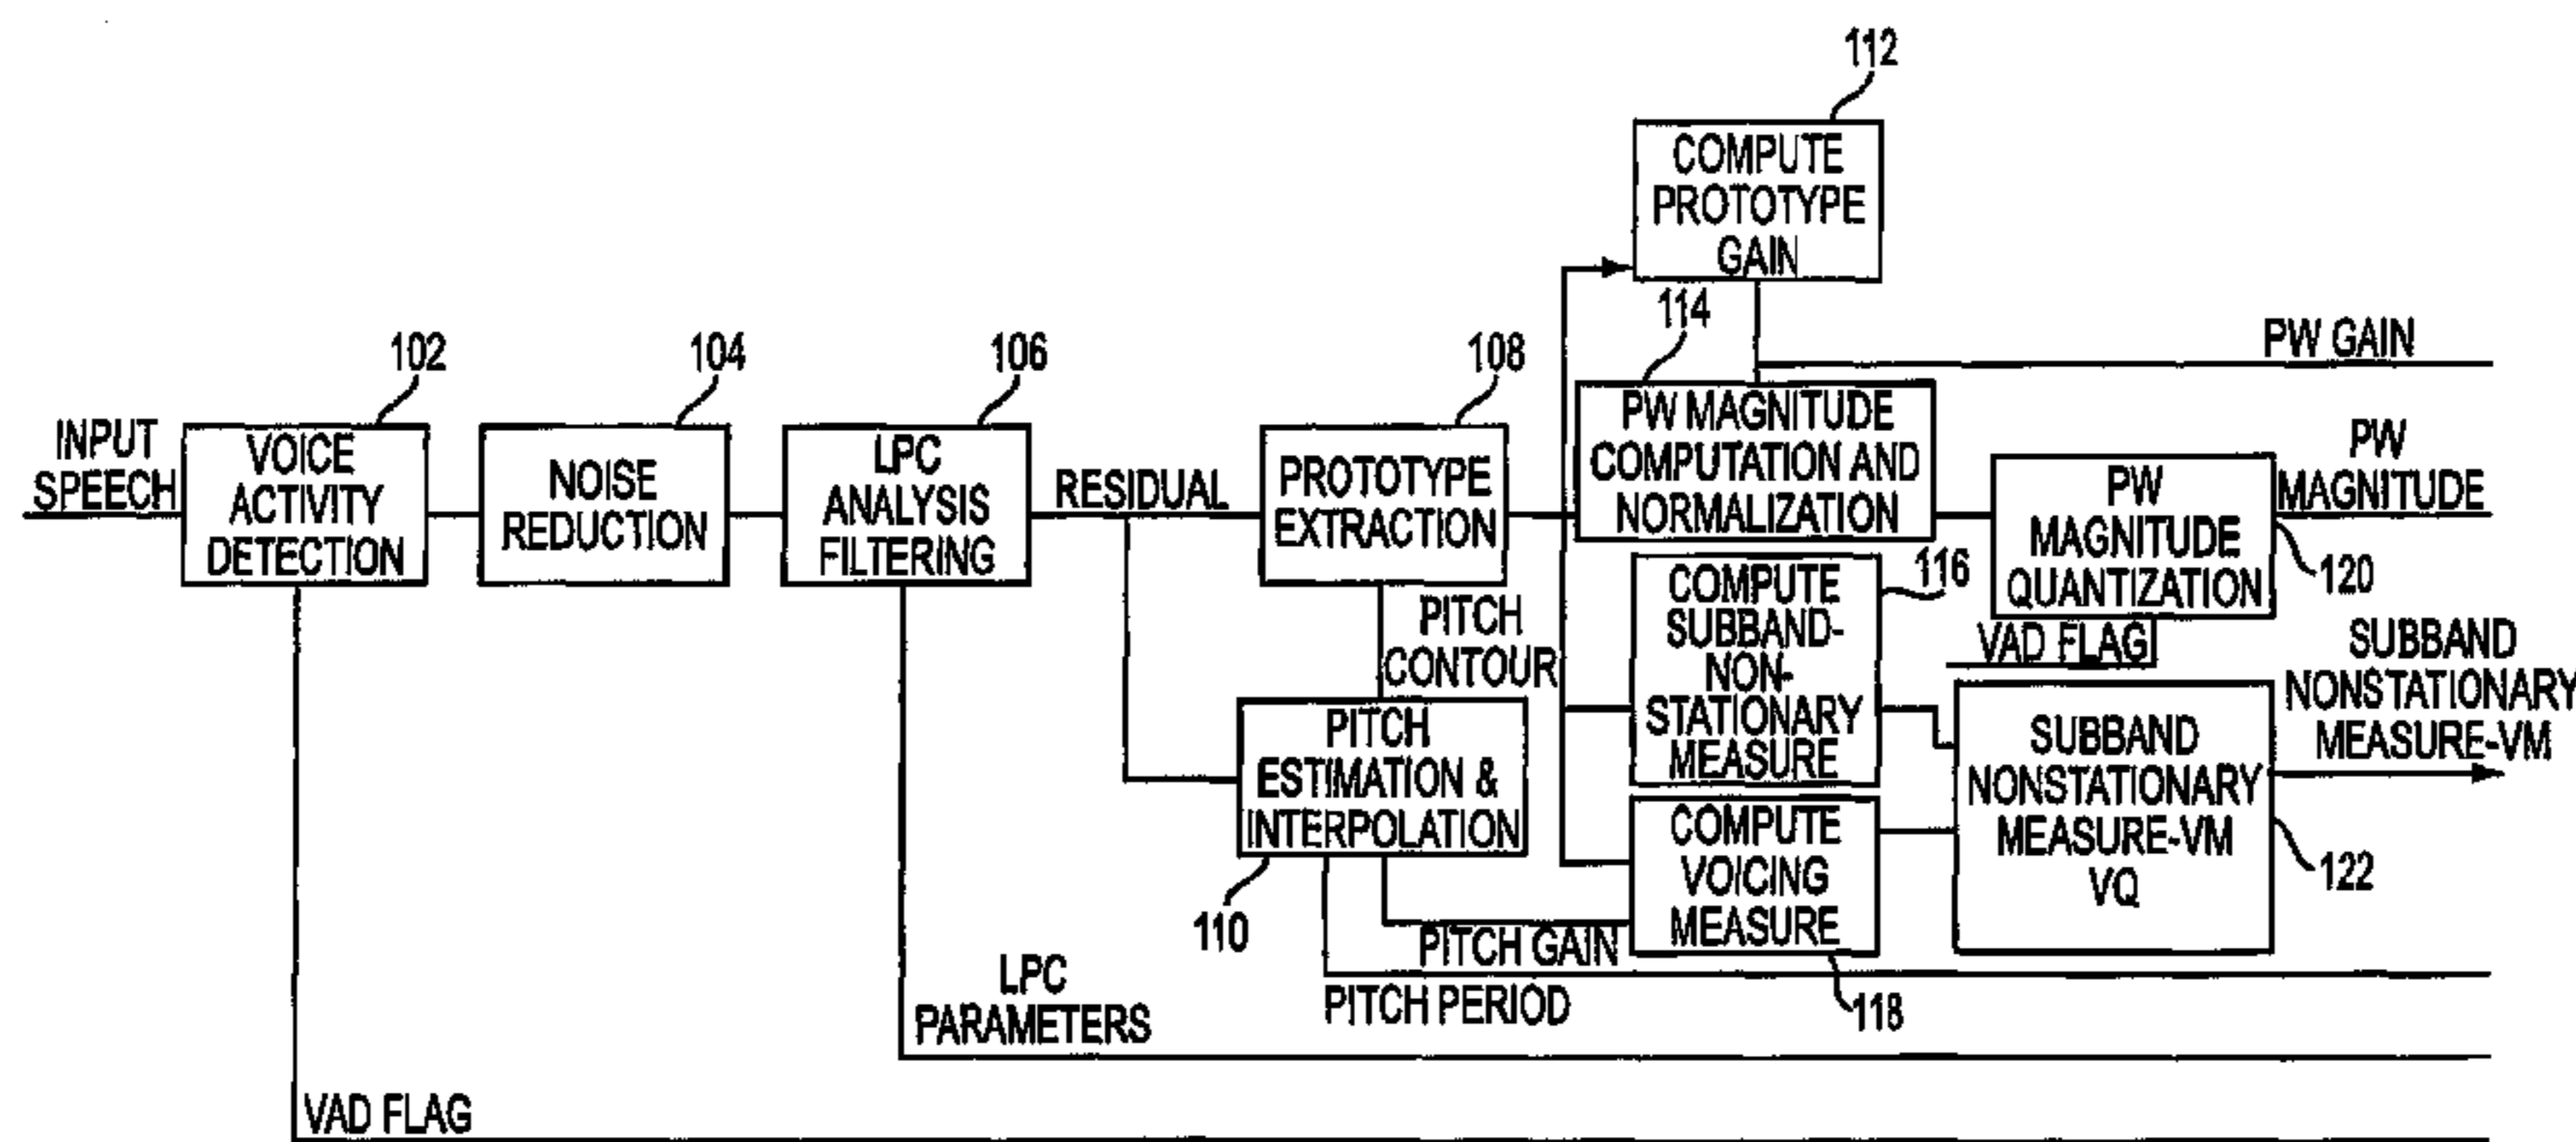 112
COMPUTE
PROTOTYPE
GAIN
114
PW GAIN
102
104
106
108
INPUT
SPEECH
VOICE
ACTIVITY
DETECTION
NOISE
REDUCTION
LPC
ANALYSIS
FILTERING
RESIDUAL
PROTOTYPE
EXTRACTION
PW MAGNITUDE
COMPUTATION AND
NORMALIZATION
PW
MAGNITUDE
QUANTIZATION
PW
MAGNITUDE
120
116
COMPUTE
SUBBAND-
NON-
STATIONARY
MEASURE
PITCH
CONTOUR
VAD FLAG
SUBBAND
NONSTATIONARY
MEASURE-VM
PITCH
ESTIMATION &
INTERPOLATION
110
SUBBAND
NONSTATIONARY
MEASURE-VM
VQ
122
COMPUTE
VOICING
MEASURE
118
PITCH GAIN
PITCH PERIOD
LPC
PARAMETERS
VAD FLAG